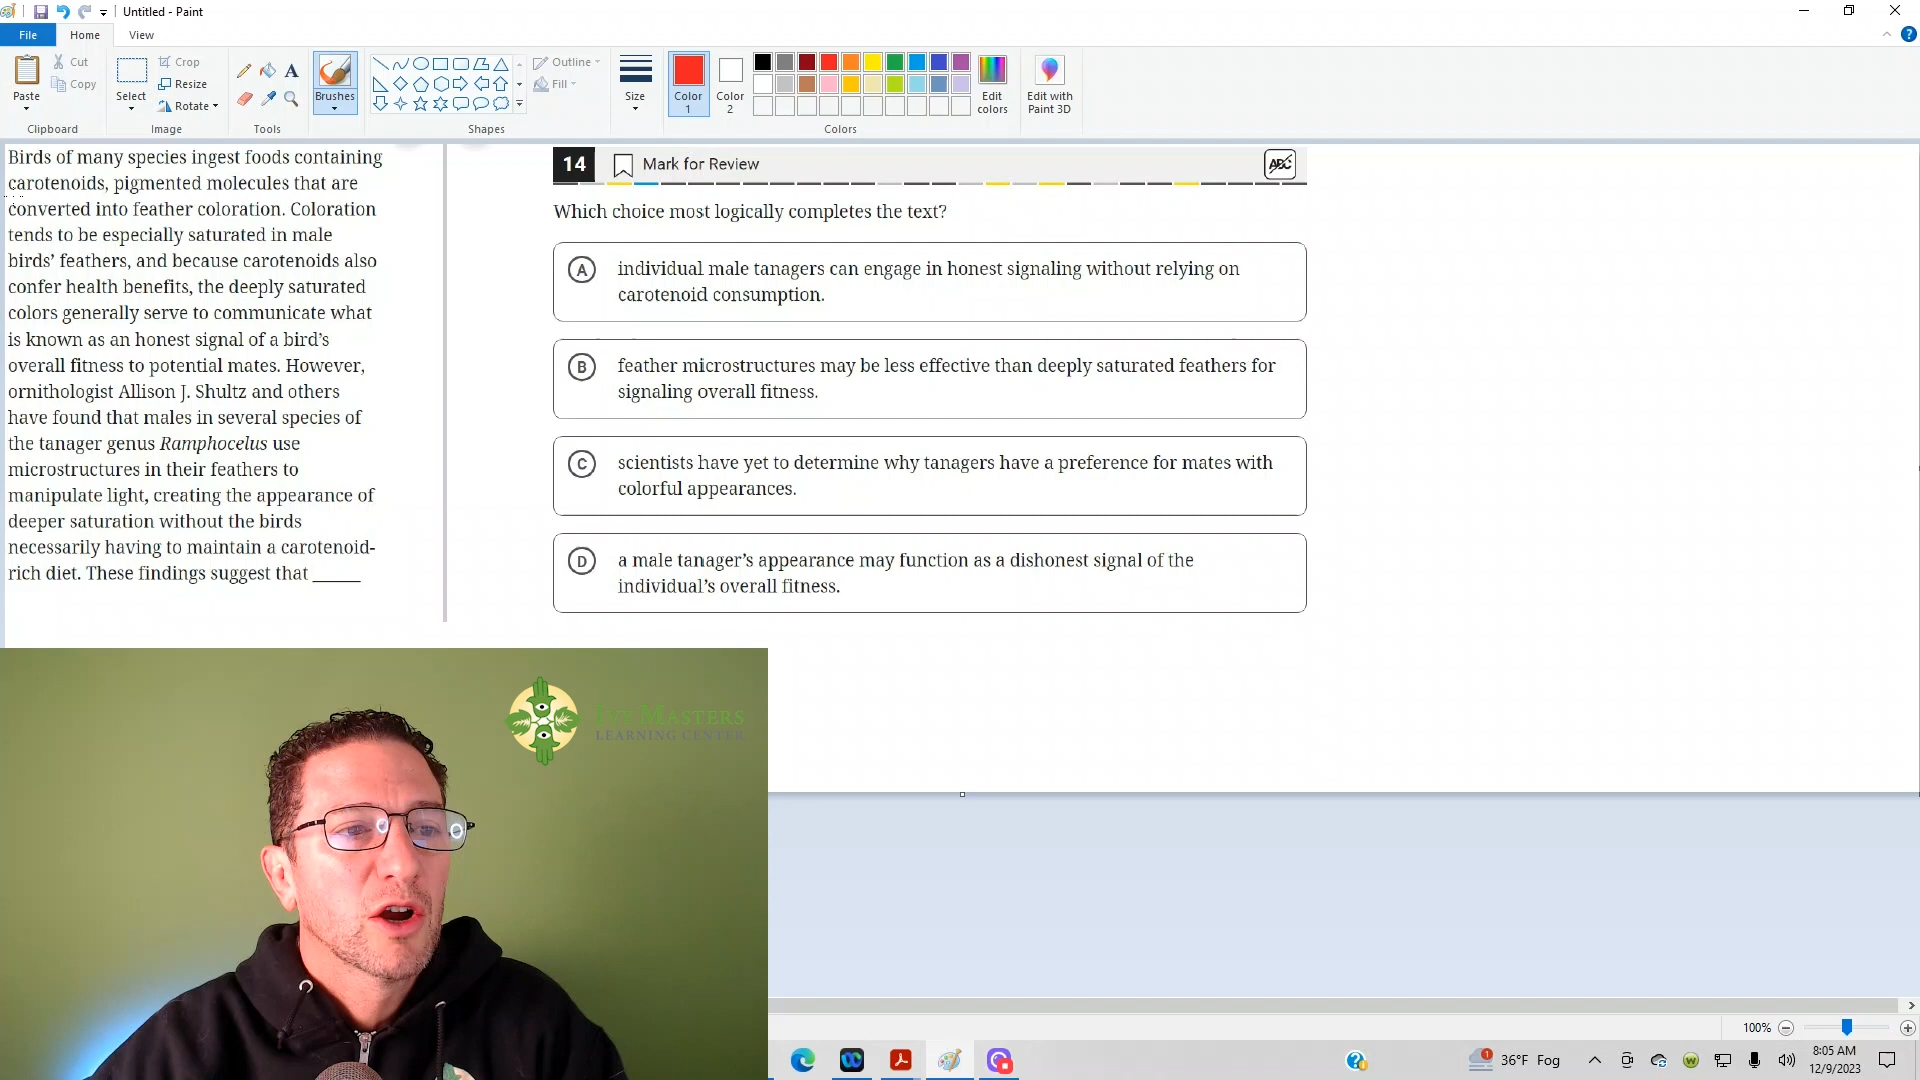 Untitled - Paint
File
Home
View
Paste
Cut
Copy
Clipboard
Select
Crop
Resize
Rotate
Image
A
Tools
Brushes
Shapes
Outline
Fill
Size
Color
1
Color
2
Colors
Edit
colors
Edit with
Paint 3D
Birds of many species ingest foods containing
carotenoids, pigmented molecules that are
converted into feather coloration. Coloration
tends to be especially saturated in male
birds’ feathers, and because carotenoids also
confer health benefits, the deeply saturated
colors generally serve to communicate what
is known as an honest signal of a bird’s
overall fitness to potential mates. However,
ornithologist Allison J. Shultz and others
have found that males in several species of
the tanager genus Ramphocelus use
microstructures in their feathers to
manipulate light, creating the appearance of
deeper saturation without the birds
necessarily having to maintain a carotenoid-
rich diet. These findings suggest that ______
14
Mark for Review
ABC
Which choice most logically completes the text?
A
individual male tanagers can engage in honest signaling without relying on
carotenoid consumption.
B
feather microstructures may be less effective than deeply saturated feathers for
signaling overall fitness.
C
scientists have yet to determine why tanagers have a preference for mates with
colorful appearances.
D
a male tanager’s appearance may function as a dishonest signal of the
individual’s overall fitness.
IVY MASTERS
LEARNING CENTER
100%
1
36°F Fog
8:05 AM
12/9/2023